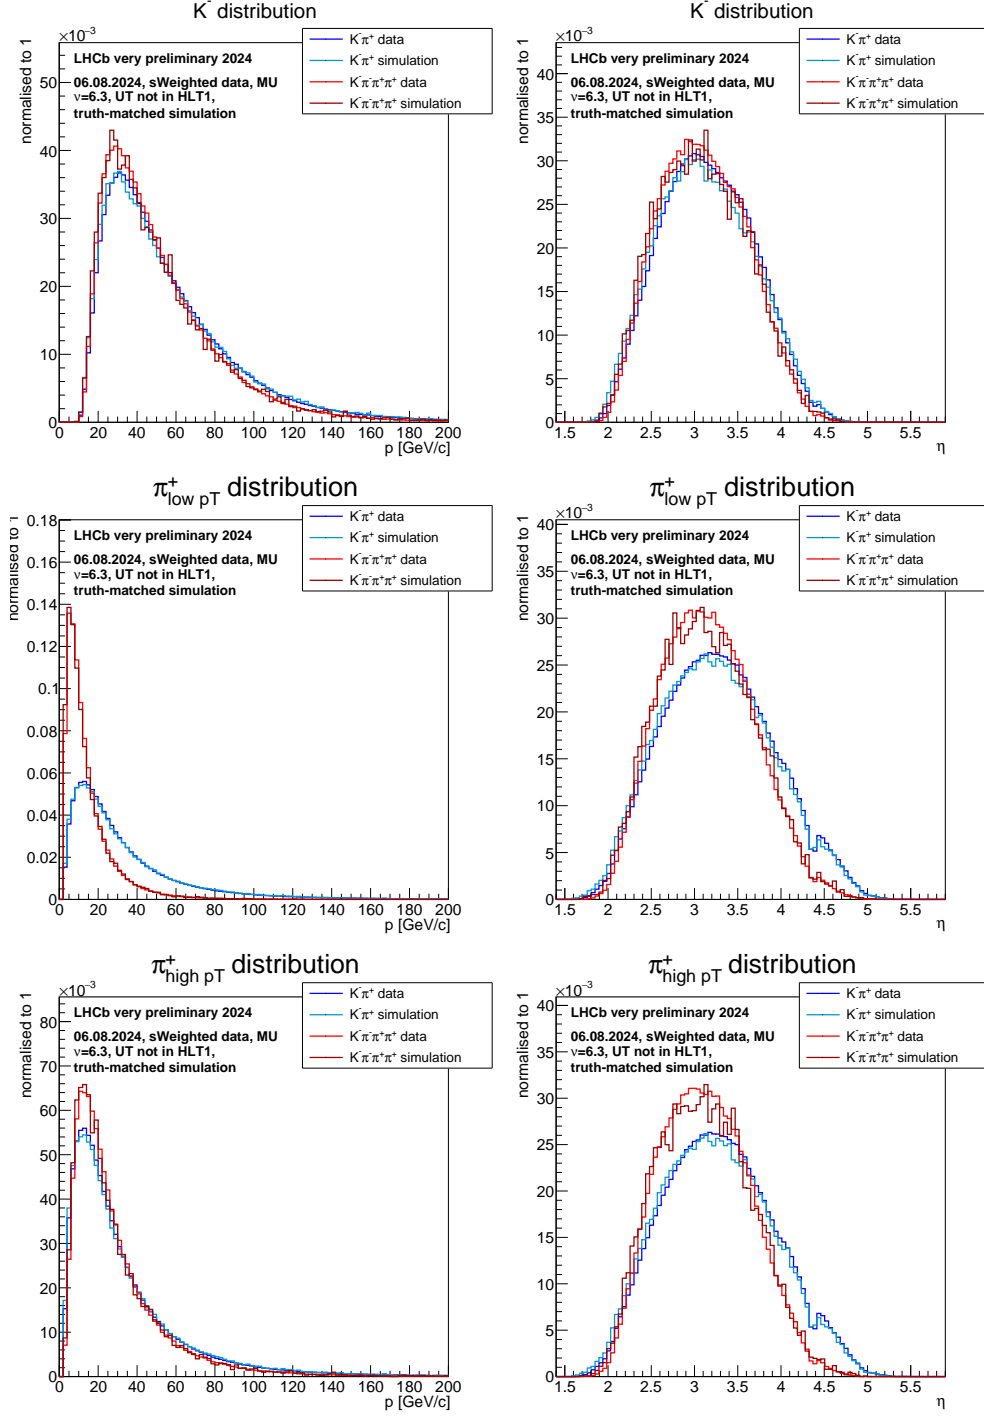 K⁻ distribution
×10⁻³
normalised to 1
LHCb very preliminary 2024
06.08.2024, sWeighted data, MU
ν=6.3, UT not in HLT1,
truth-matched simulation
K⁻π⁺ data
K⁻π⁺ simulation
K⁻π⁻π⁺π⁺ data
K⁻π⁻π⁺π⁺ simulation
50
40
30
20
10
0
0 20 40 60 80 100 120 140 160 180 200
p [GeV/c]
K⁻ distribution
×10⁻³
normalised to 1
LHCb very preliminary 2024
06.08.2024, sWeighted data, MU
ν=6.3, UT not in HLT1,
truth-matched simulation
K⁻π⁺ data
K⁻π⁺ simulation
K⁻π⁻π⁺π⁺ data
K⁻π⁻π⁺π⁺ simulation
40
35
30
25
20
15
10
5
0
1.5 2 2.5 3 3.5 4 4.5 5 5.5
η
π⁺low pT distribution
normalised to 1
LHCb very preliminary 2024
06.08.2024, sWeighted data, MU
ν=6.3, UT not in HLT1,
truth-matched simulation
K⁻π⁺ data
K⁻π⁺ simulation
K⁻π⁻π⁺π⁺ data
K⁻π⁻π⁺π⁺ simulation
0.18
0.16
0.14
0.12
0.1
0.08
0.06
0.04
0.02
0
0 20 40 60 80 100 120 140 160 180 200
p [GeV/c]
π⁺low pT distribution
×10⁻³
normalised to 1
LHCb very preliminary 2024
06.08.2024, sWeighted data, MU
ν=6.3, UT not in HLT1,
truth-matched simulation
K⁻π⁺ data
K⁻π⁺ simulation
K⁻π⁻π⁺π⁺ data
K⁻π⁻π⁺π⁺ simulation
40
35
30
25
20
15
10
5
0
1.5 2 2.5 3 3.5 4 4.5 5 5.5
η
π⁺high pT distribution
×10⁻³
normalised to 1
LHCb very preliminary 2024
06.08.2024, sWeighted data, MU
ν=6.3, UT not in HLT1,
truth-matched simulation
K⁻π⁺ data
K⁻π⁺ simulation
K⁻π⁻π⁺π⁺ data
K⁻π⁻π⁺π⁺ simulation
80
70
60
50
40
30
20
10
0
0 20 40 60 80 100 120 140 160 180 200
p [GeV/c]
π⁺high pT distribution
×10⁻³
normalised to 1
LHCb very preliminary 2024
06.08.2024, sWeighted data, MU
ν=6.3, UT not in HLT1,
truth-matched simulation
K⁻π⁺ data
K⁻π⁺ simulation
K⁻π⁻π⁺π⁺ data
K⁻π⁻π⁺π⁺ simulation
40
35
30
25
20
15
10
5
0
1.5 2 2.5 3 3.5 4 4.5 5 5.5
η